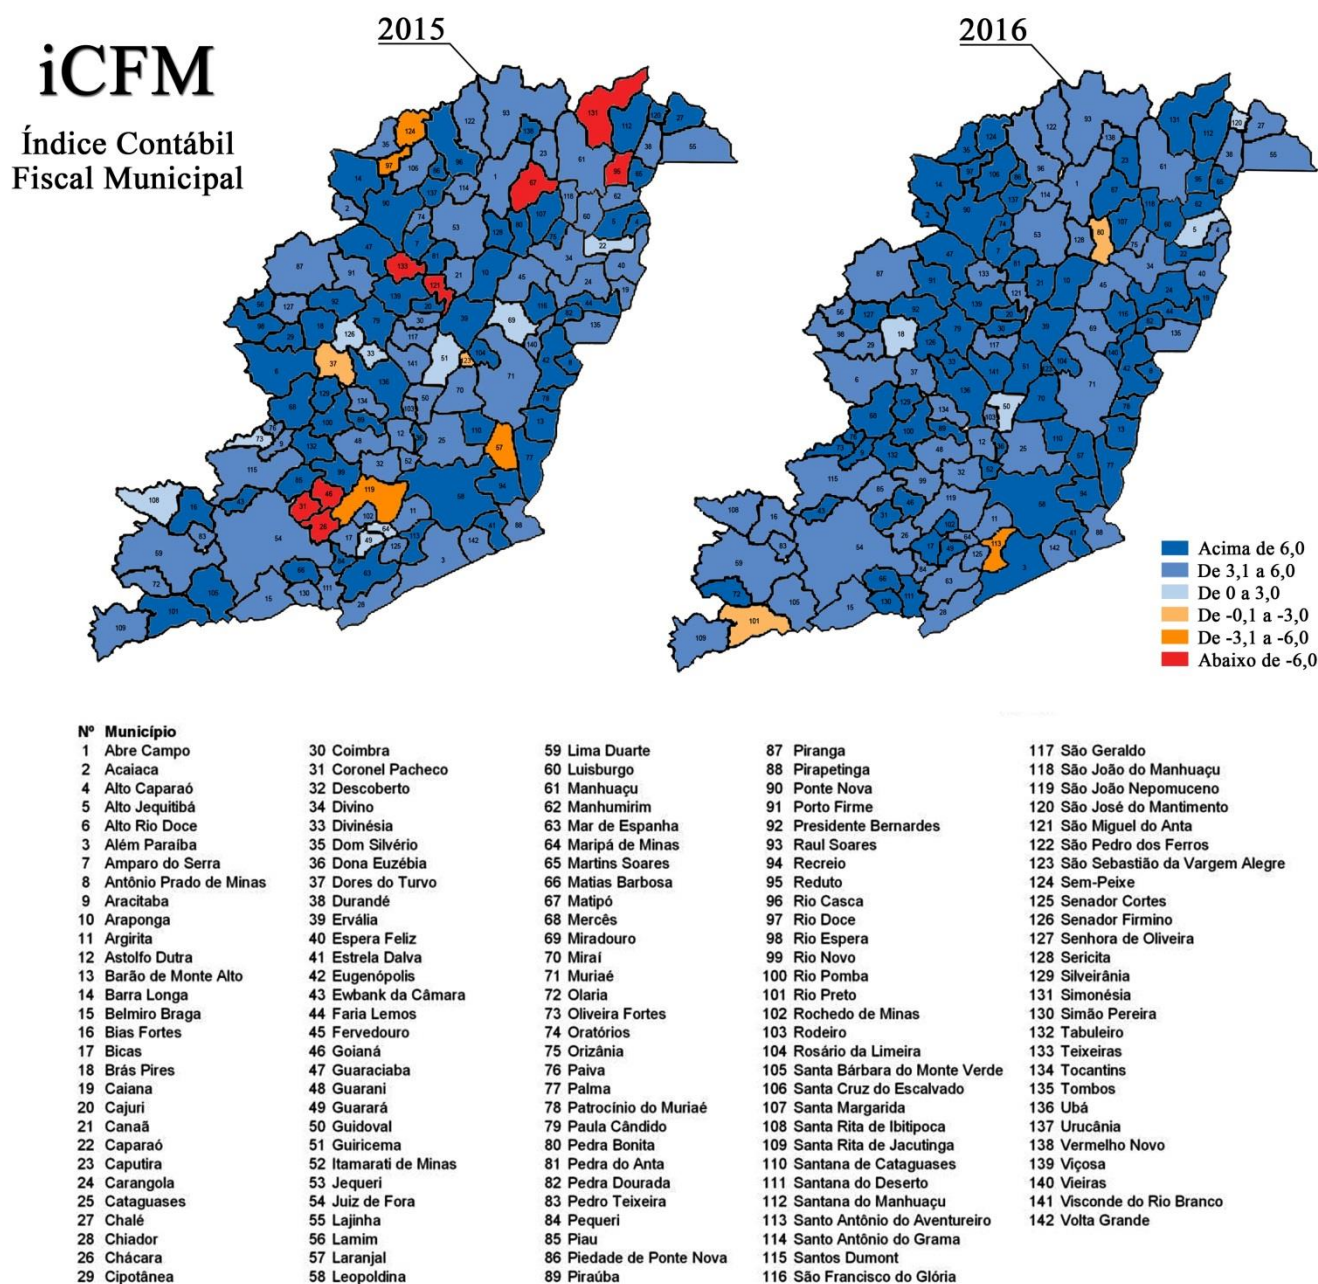 2015
2016
iCFM
Índice Contábil
Fiscal Municipal
Acima de 6,0
De 3,1 a 6,0
De 0 a 3,0
De -0,1 a -3,0
De -3,1 a -6,0
Abaixo de -6,0
Nº Município
1 Abre Campo
2 Acaiaca
4 Alto Caparaó
5 Alto Jequitibá
6 Alto Rio Doce
3 Além Paraíba
7 Amparo do Serra
8 Antônio Prado de Minas
9 Aracitaba
10 Araponga
11 Argirita
12 Astolfo Dutra
13 Barão de Monte Alto
14 Barra Longa
15 Belmiro Braga
16 Bias Fortes
17 Bicas
18 Brás Pires
19 Caiana
20 Cajuri
21 Canaã
22 Caparaó
23 Caputira
24 Carangola
25 Cataguases
27 Chalé
28 Chiador
26 Chácara
29 Cipotânea
30 Coimbra
31 Coronel Pacheco
32 Descoberto
34 Divino
33 Divinésia
35 Dom Silvério
36 Dona Euzébia
37 Dores do Turvo
38 Durandé
39 Ervália
40 Espera Feliz
41 Estrela Dalva
42 Eugenópolis
43 Ewbank da Câmara
44 Faria Lemos
45 Fervedouro
46 Goianá
47 Guaraciaba
48 Guarani
49 Guarará
50 Guidoval
51 Guiricema
52 Itamarati de Minas
53 Jequeri
54 Juiz de Fora
55 Lajinha
56 Lamim
57 Laranjal
58 Leopoldina
59 Lima Duarte
60 Luisburgo
61 Manhuaçu
62 Manhumirim
63 Mar de Espanha
64 Maripá de Minas
65 Martins Soares
66 Matias Barbosa
67 Matipó
68 Mercês
69 Miradouro
70 Miraí
71 Muriaé
72 Olaria
73 Oliveira Fortes
74 Oratórios
75 Orizânia
76 Paiva
77 Palma
78 Patrocínio do Muriaé
79 Paula Cândido
80 Pedra Bonita
81 Pedra do Anta
82 Pedra Dourada
83 Pedro Teixeira
84 Pequeri
85 Piau
86 Piedade de Ponte Nova
89 Piraúba
87 Piranga
88 Pirapetinga
90 Ponte Nova
91 Porto Firme
92 Presidente Bernardes
93 Raul Soares
94 Recreio
95 Reduto
96 Rio Casca
97 Rio Doce
98 Rio Espera
99 Rio Novo
100 Rio Pomba
101 Rio Preto
102 Rochedo de Minas
103 Rodeiro
104 Rosário da Limeira
105 Santa Bárbara do Monte Verde
106 Santa Cruz do Escalvado
107 Santa Margarida
108 Santa Rita de Ibitipoca
109 Santa Rita de Jacutinga
110 Santana de Cataguases
111 Santana do Deserto
112 Santana do Manhuaçu
113 Santo Antônio do Aventureiro
114 Santo Antônio do Grama
115 Santos Dumont
116 São Francisco do Glória
117 São Geraldo
118 São João do Manhuaçu
119 São João Nepomuceno
120 São José do Mantimento
121 São Miguel do Anta
122 São Pedro dos Ferros
123 São Sebastião da Vargem Alegre
124 Sem-Peixe
125 Senador Cortes
126 Senador Firmino
127 Senhora de Oliveira
128 Sericita
129 Silveirânia
131 Simonésia
130 Simão Pereira
132 Tabuleiro
133 Teixeiras
134 Tocantins
135 Tombos
136 Ubá
137 Urucânia
138 Vermelho Novo
139 Viçosa
140 Vieiras
141 Visconde do Rio Branco
142 Volta Grande